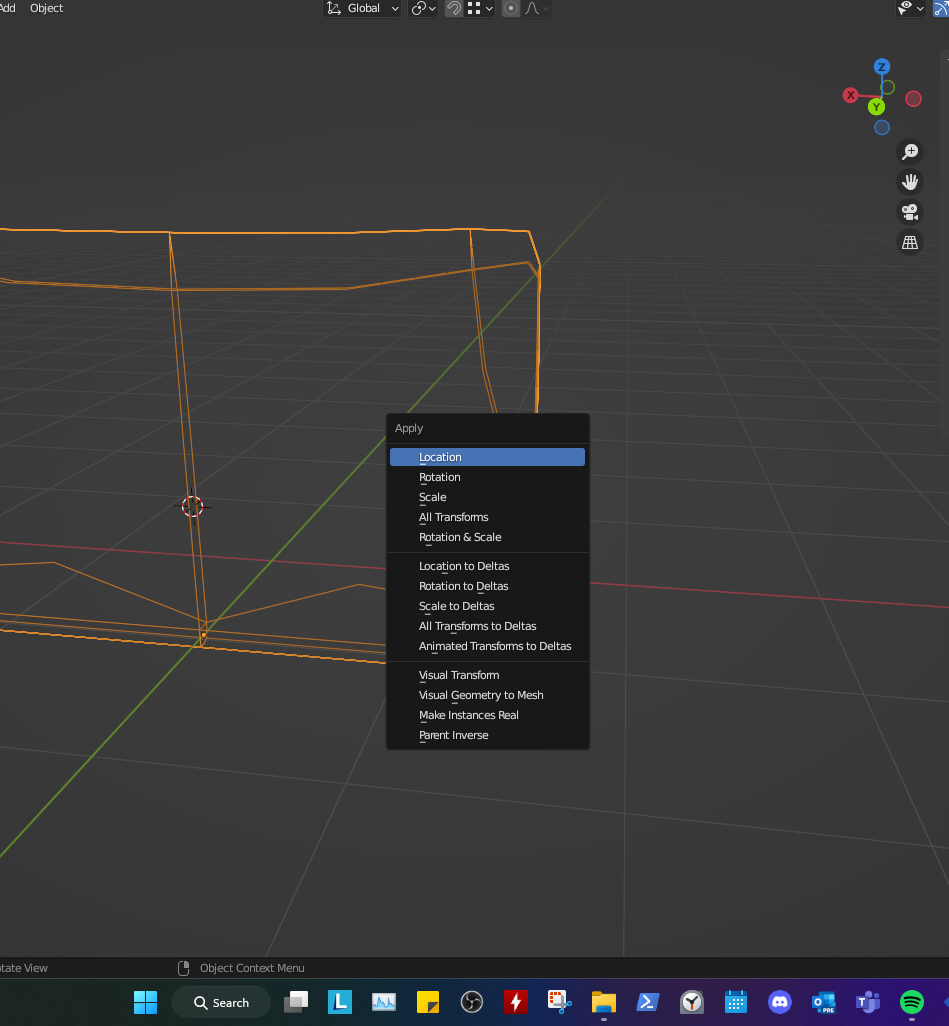 Add Object
Global
Z
X
Y
Apply
Location
Rotation
Scale
All Transforms
Rotation & Scale
Location to Deltas
Rotation to Deltas
Scale to Deltas
All Transforms to Deltas
Animated Transforms to Deltas
Visual Transform
Visual Geometry to Mesh
Make Instances Real
Parent Inverse
otate View Object Context Menu
Search
L
PRE